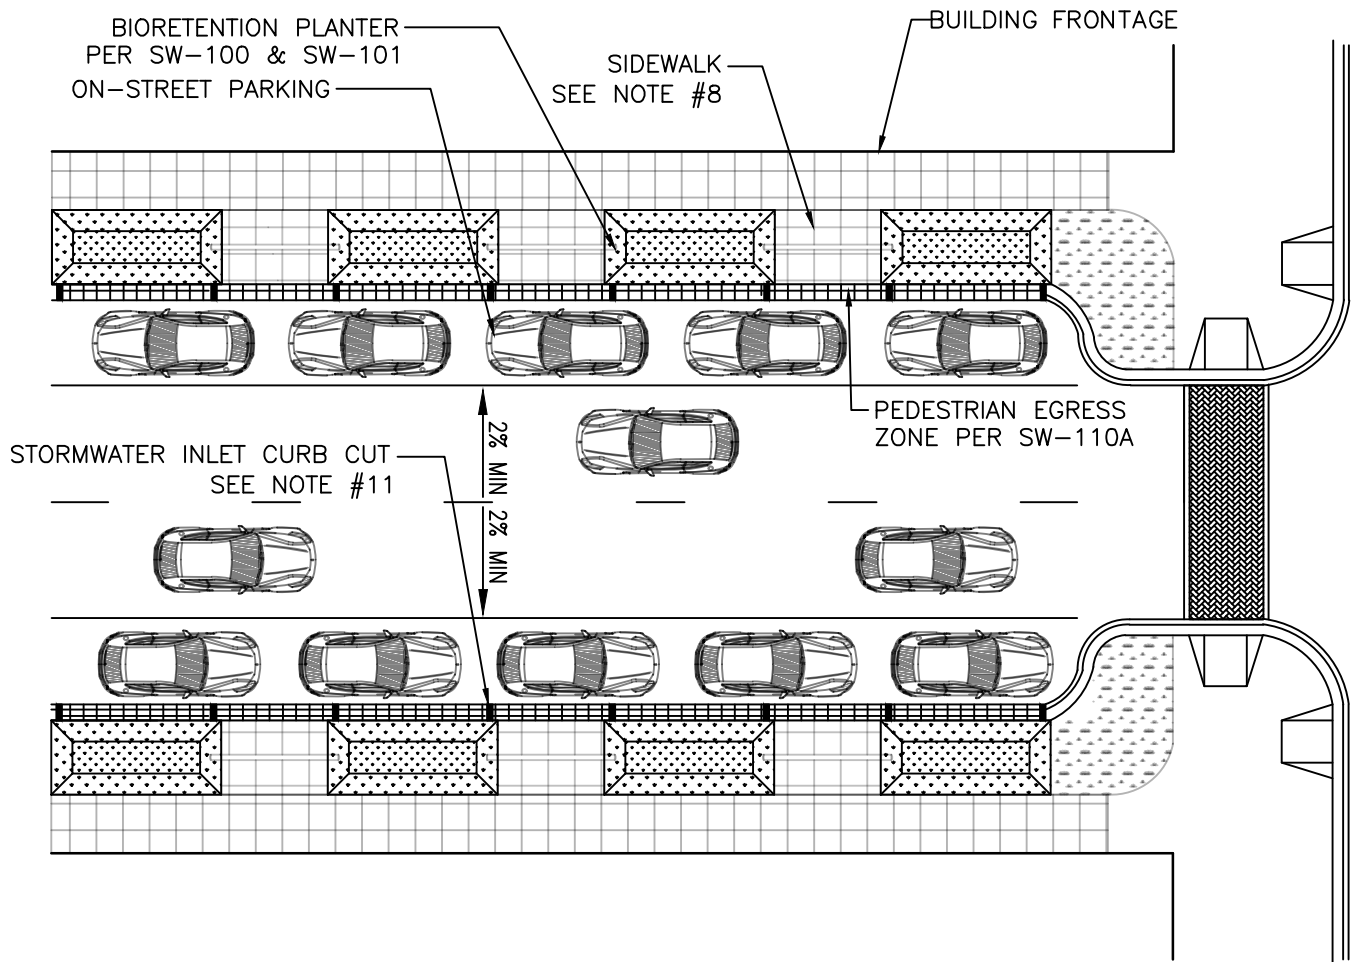 BIORETENTION PLANTER
PER SW-100 & SW-101
ON-STREET PARKING
SIDEWALK
SEE NOTE #8
BUILDING FRONTAGE
PEDESTRIAN EGRESS
ZONE PER SW-110A
STORMWATER INLET CURB CUT
SEE NOTE #11
2% MIN
2% MIN